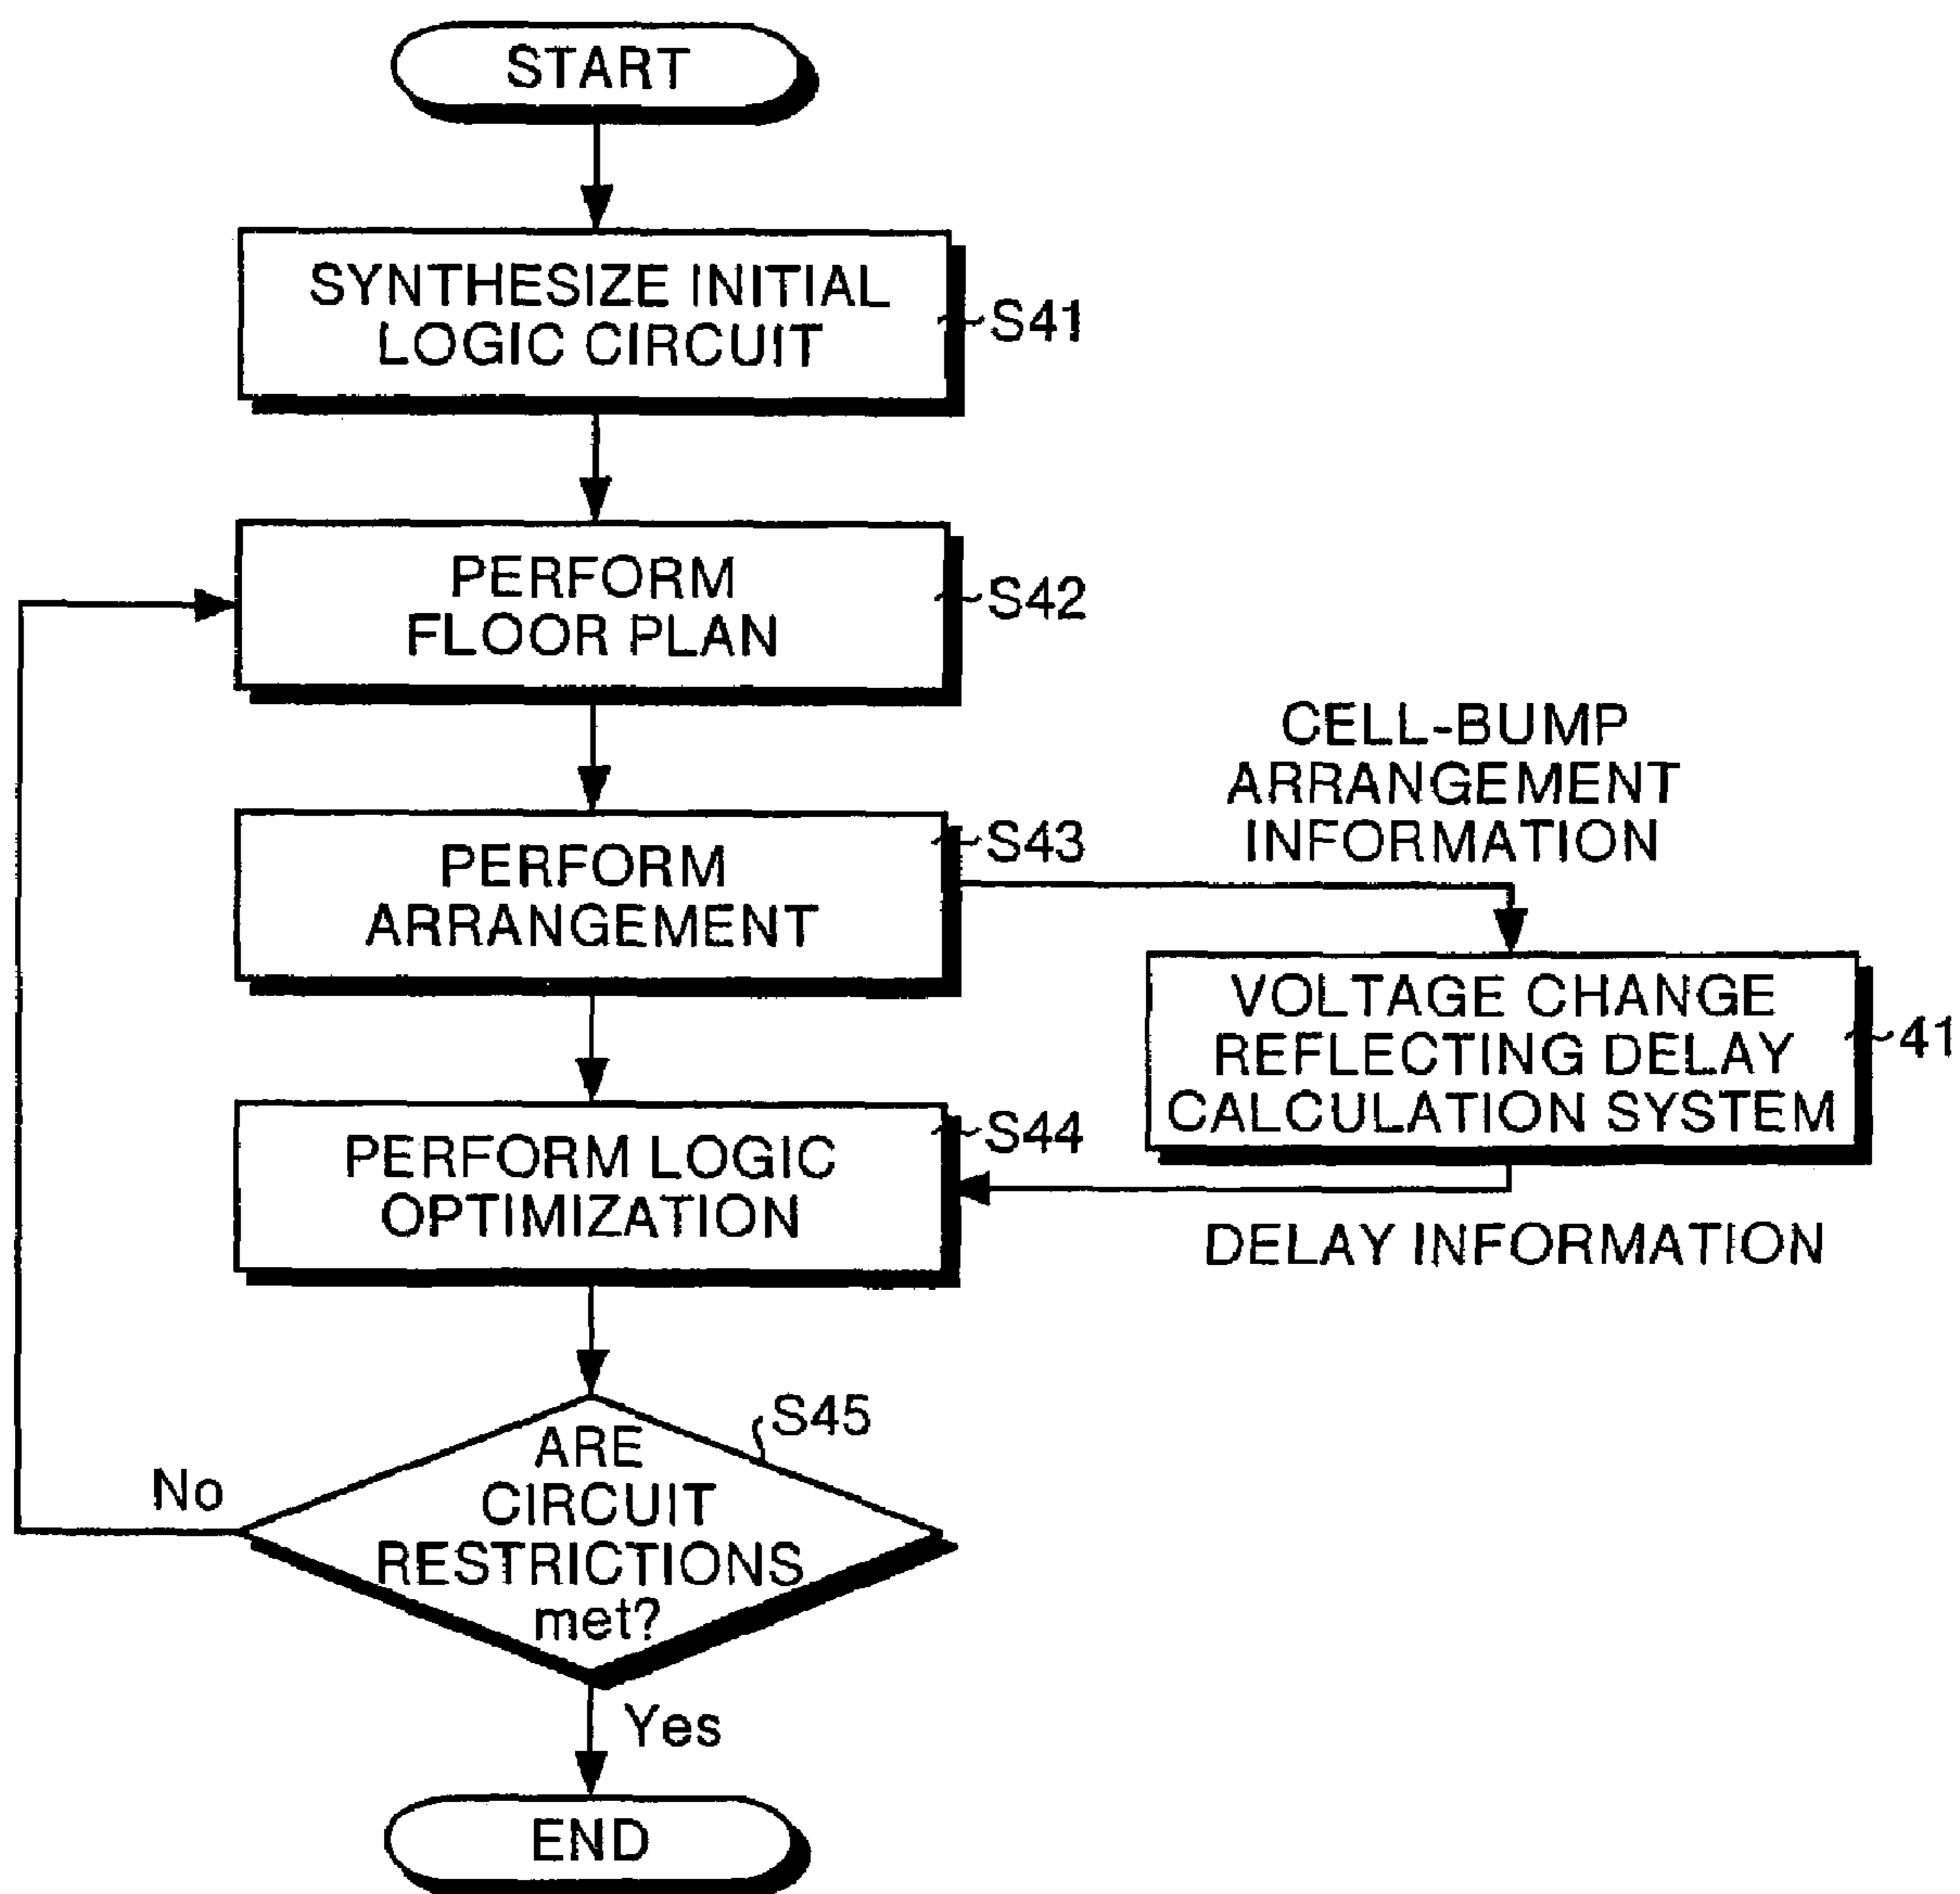 START
SYNTHESIZE INITIAL
LOGIC CIRCUIT
S41
PERFORM
FLOOR PLAN
S42
PERFORM
ARRANGEMENT
S43
CELL-BUMP
ARRANGEMENT
INFORMATION
VOLTAGE CHANGE
REFLECTING DELAY
CALCULATION SYSTEM
41
PERFORM LOGIC
OPTIMIZATION
S44
DELAY INFORMATION
ARE
CIRCUIT
RESTRICTIONS
met?
S45
No
Yes
END